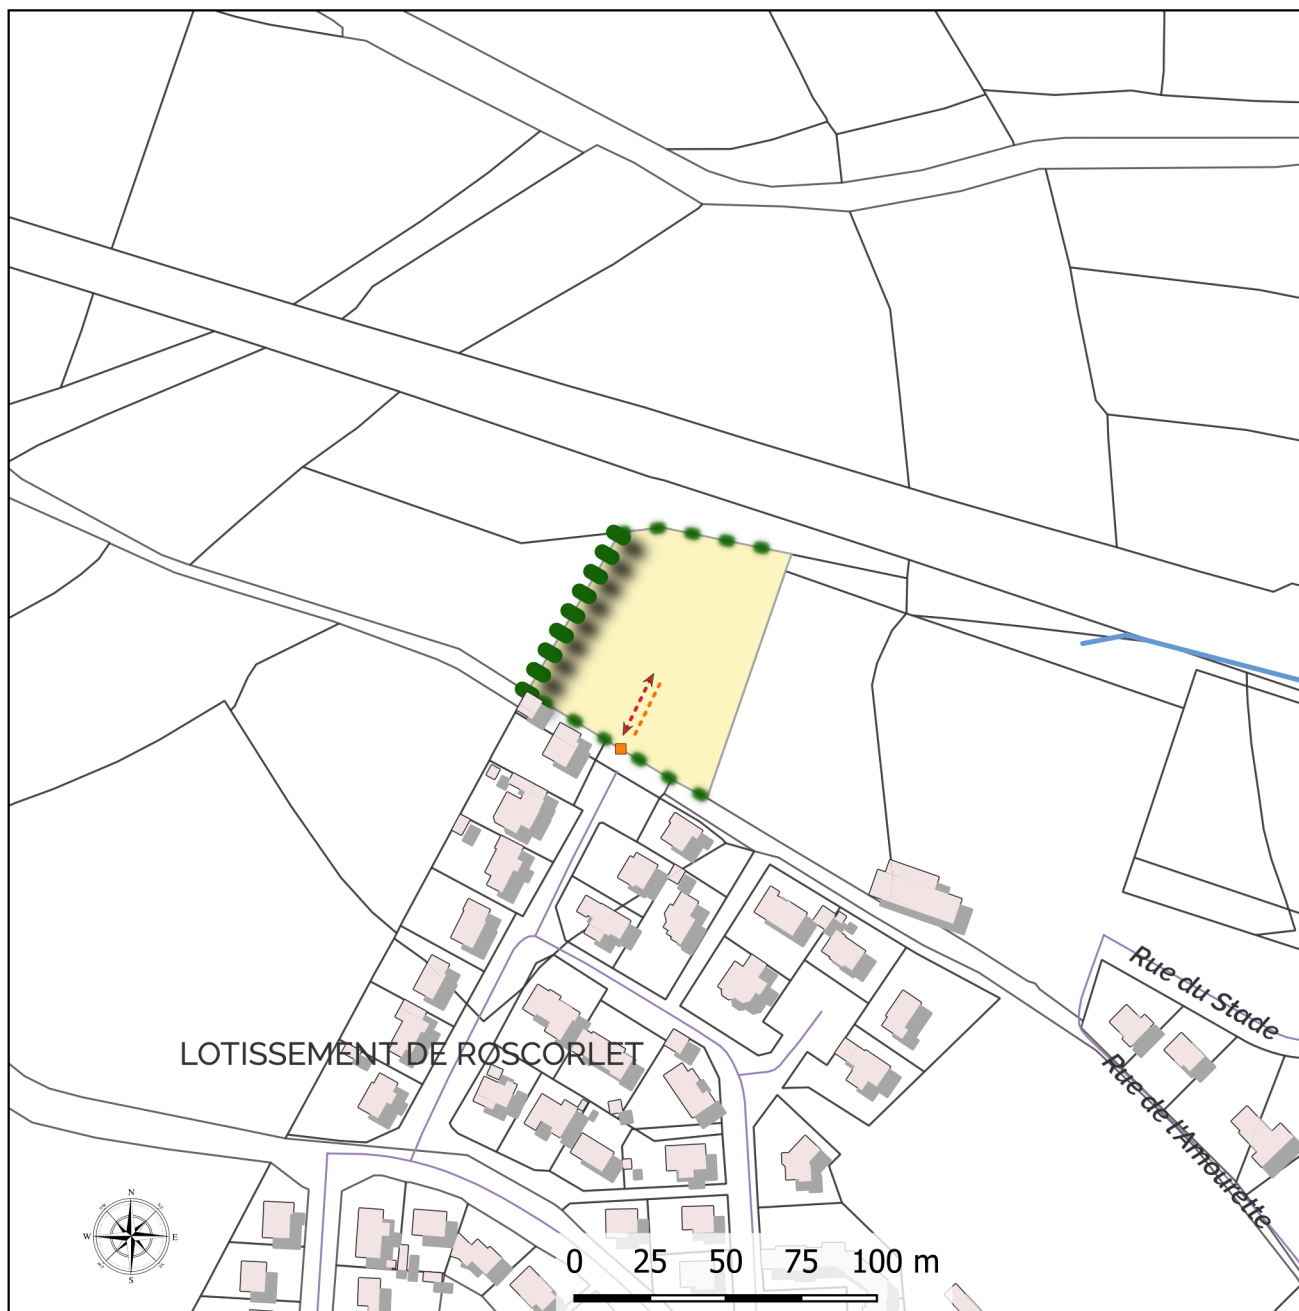 Rue du Stade
LOTISSEMENT DE ROSCORLET
Rue de l'Amourette
N
W
E
S
0 25 50 75 100 m